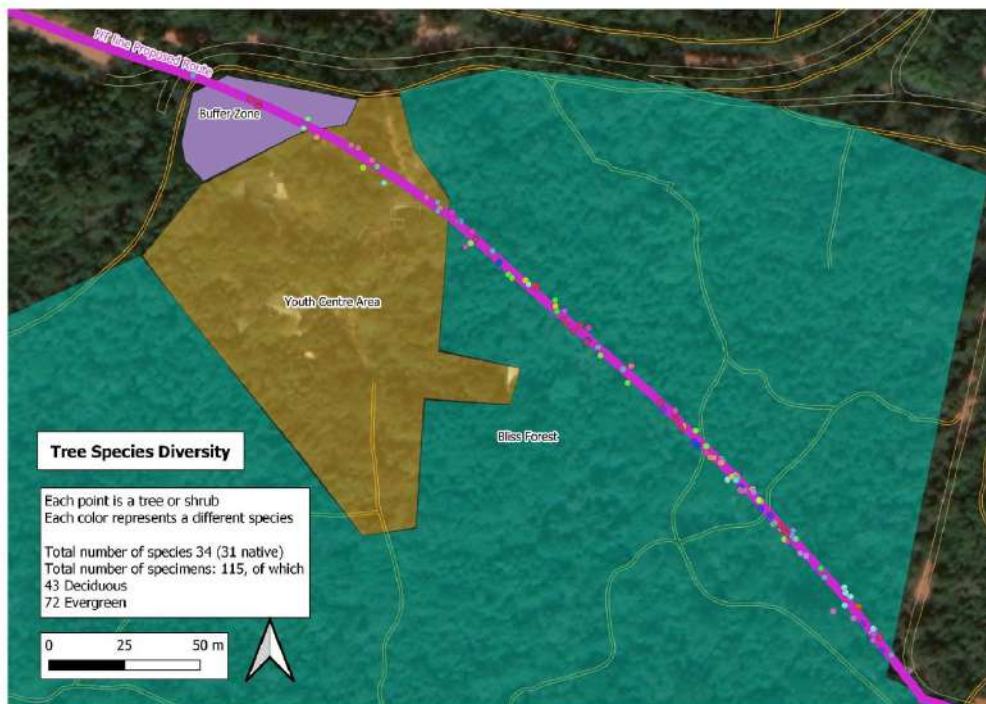 HT line Proposed Route
Buffer Zone
Youth Centre Area
Bliss Forest
Tree Species Diversity
Each point is a tree or shrub
Each color represents a different species
Total number of species 34 (31 native)
Total number of specimens: 115, of which
43 Deciduous
72 Evergreen
0 25 50 m